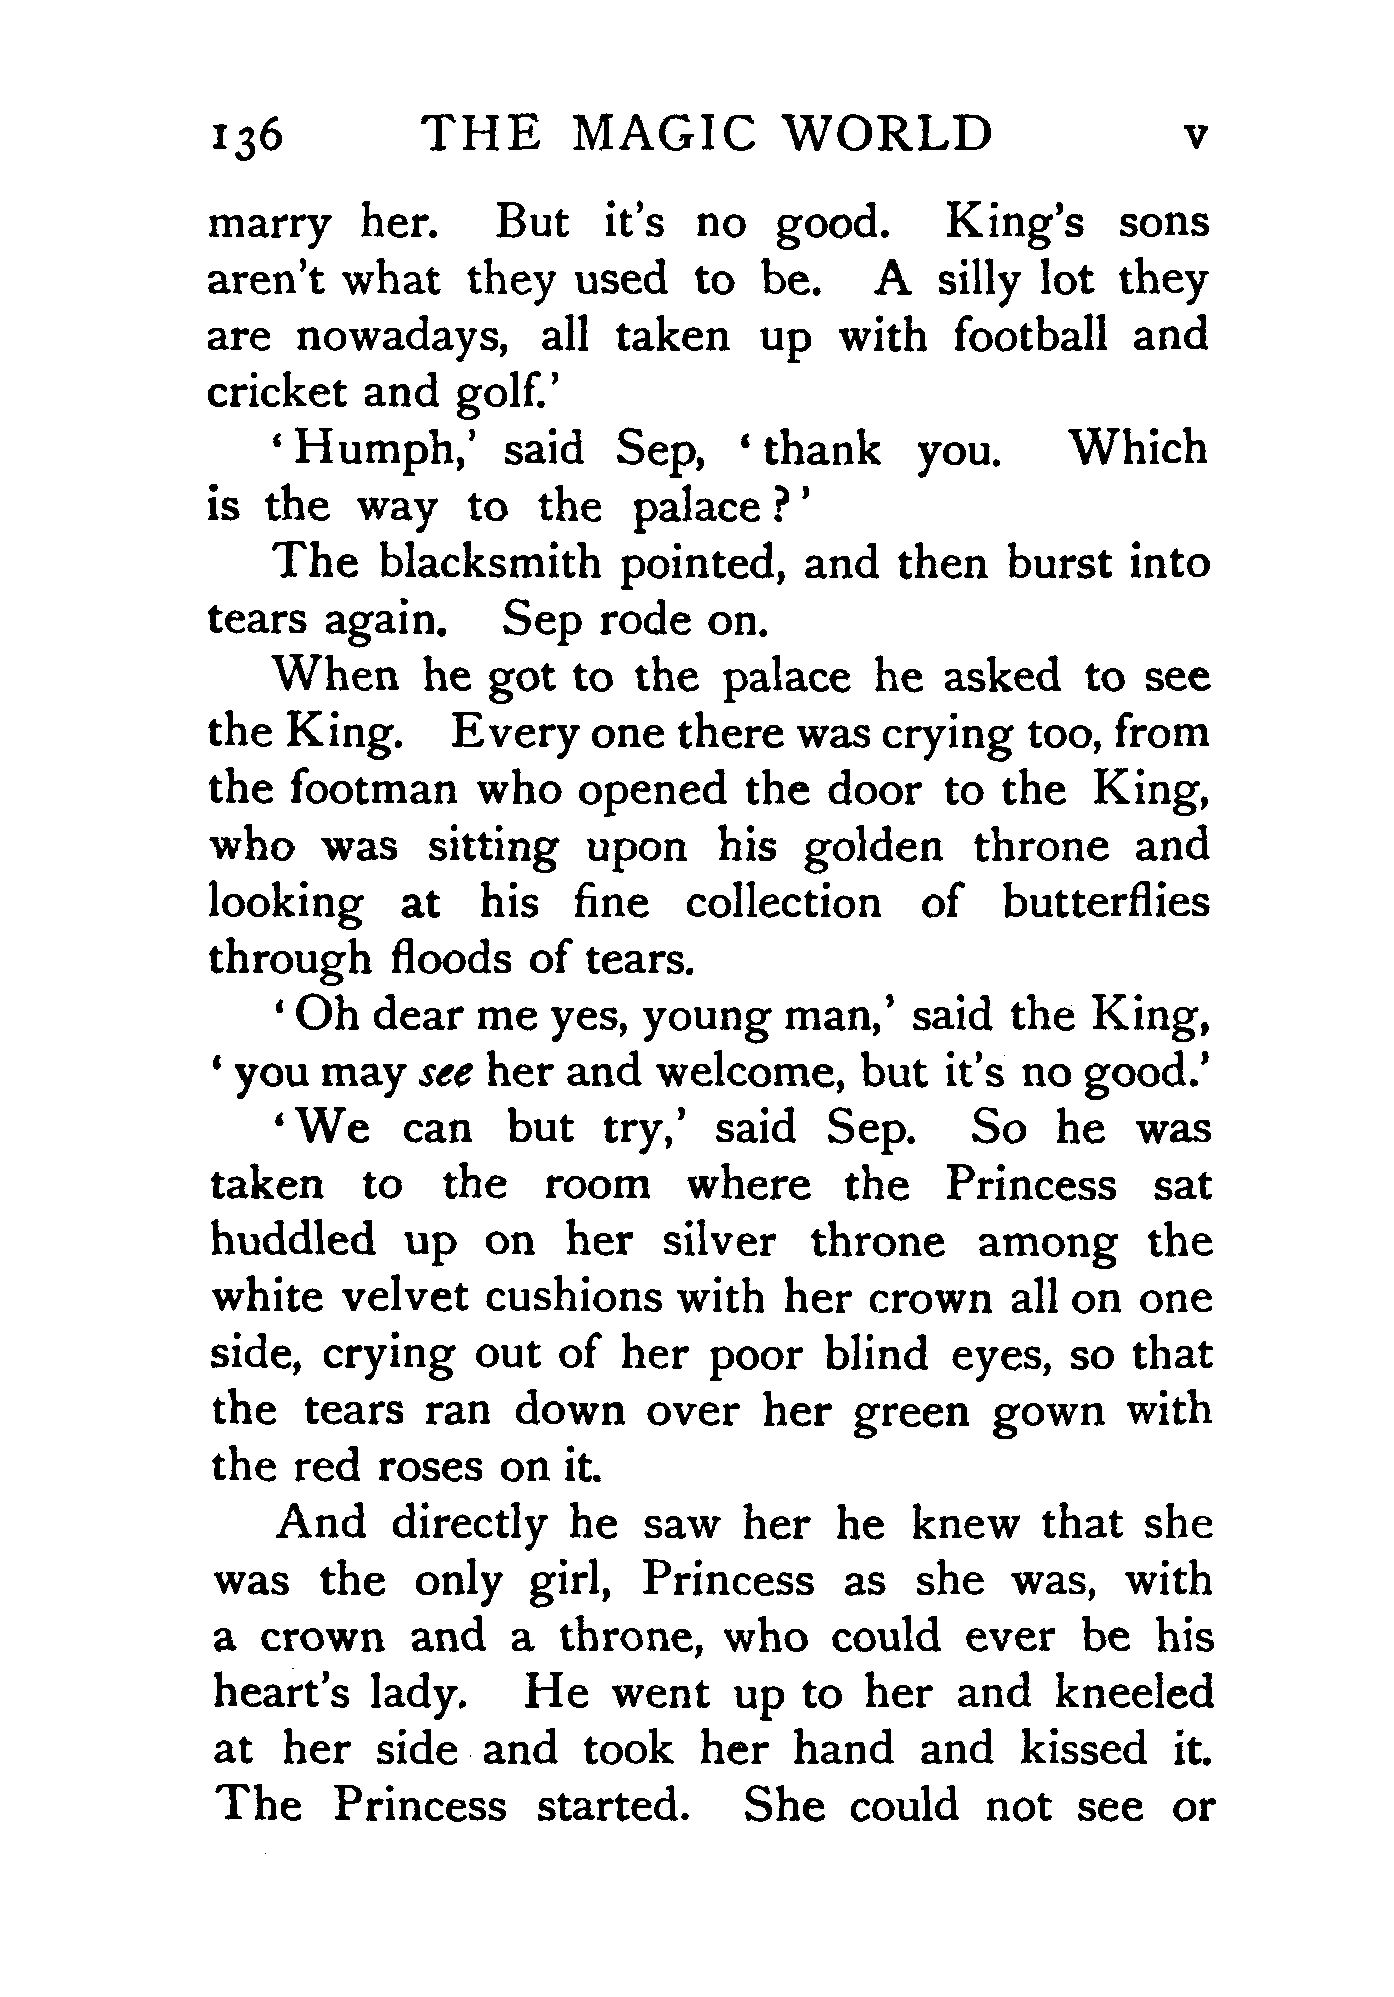 136 THE MAGIC WORLD v
marry her. But it's no good. King's sons
aren't what they used to be. A silly lot they
are nowadays, all taken up with football and
cricket and golf.'
‘Humph,’ said Sep, ‘thank you. Which
is the way to the palace?’
The blacksmith pointed, and then burst into
tears again. Sep rode on.
When he got to the palace he asked to see
the King. Every one there was crying too, from
the footman who opened the door to the King,
who was sitting upon his golden throne and
looking at his fine collection of butterflies
through floods of tears.
‘Oh dear me yes, young man,’ said the King,
‘you may see her and welcome, but it's no good.’
‘We can but try,’ said Sep. So he was
taken to the room where the Princess sat
huddled up on her silver throne among the
white velvet cushions with her crown all on one
side, crying out of her poor blind eyes, so that
the tears ran down over her green gown with
the red roses on it.
And directly he saw her he knew that she
was the only girl, Princess as she was, with
a crown and a throne, who could ever be his
heart's lady. He went up to her and kneeled
at her side and took her hand and kissed it.
The Princess started. She could not see or